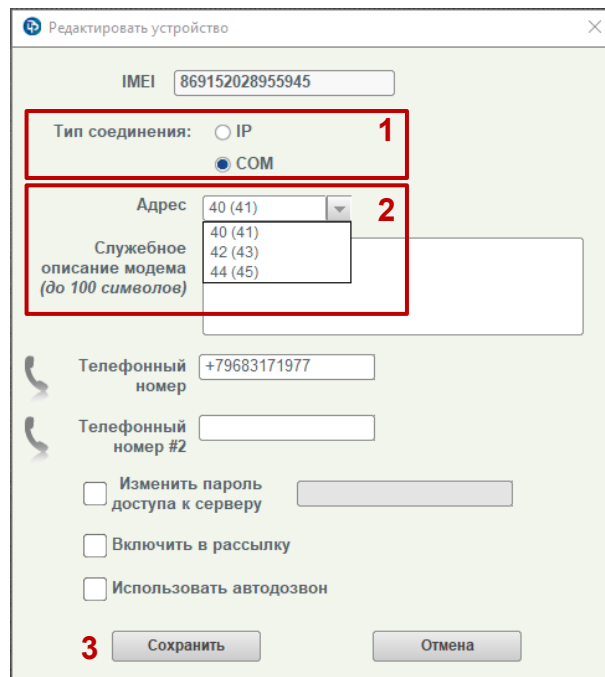 Редактировать устройство
IMEI 869152028955945
Тип соединения: IP 1
COM
Адрес 40 (41) 2
40 (41)
42 (43)
44 (45)
Служебное
описание модема
(до 100 символов)
Телефонный
номер
+79683171977
Телефонный
номер #2
Изменить пароль
доступа к серверу
Включить в рассылку
Использовать автодозвон
3 Сохранить Отмена